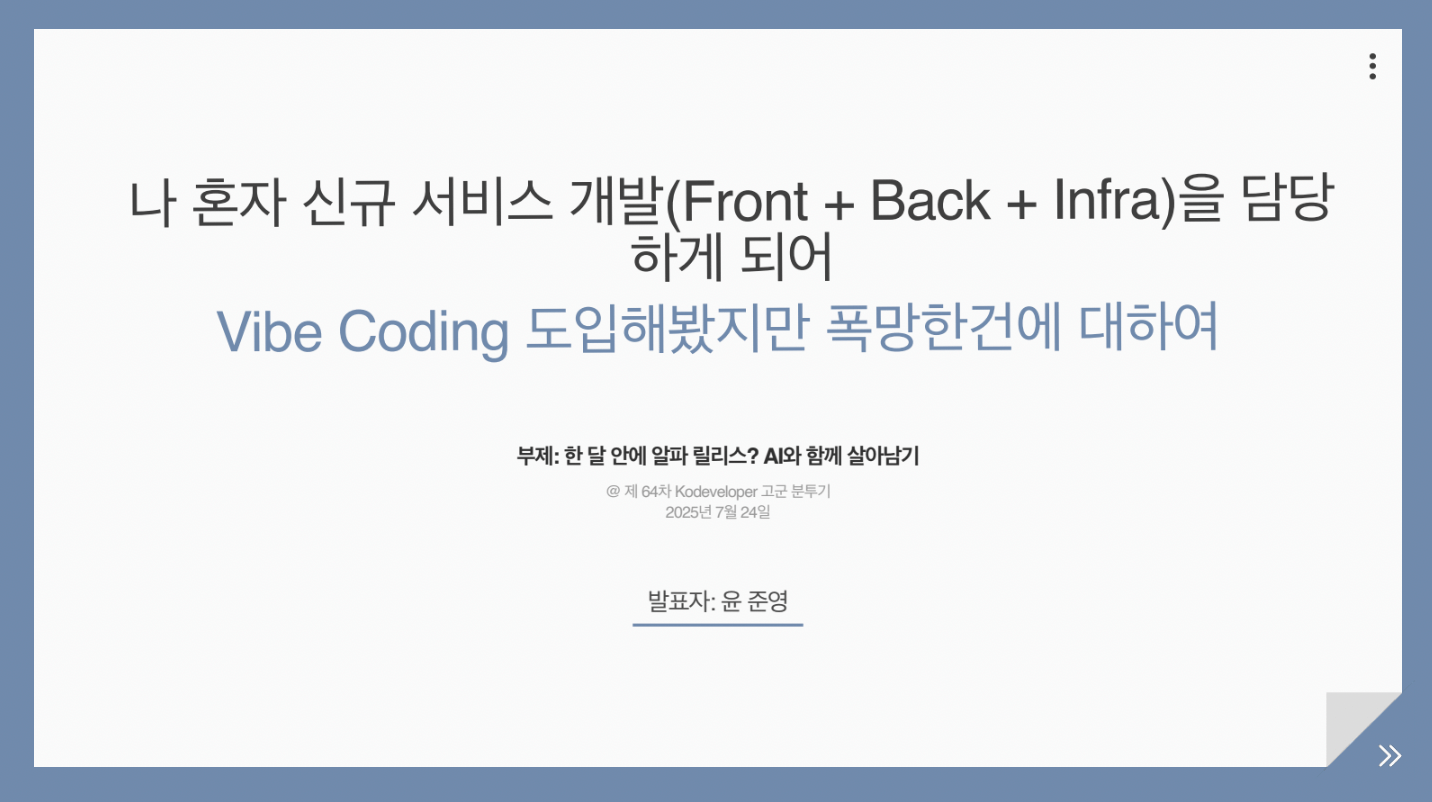 나 혼자 신규 서비스 개발(Front + Back + Infra)을 담당
하게 되어
Vibe Coding 도입해봤지만 폭망한건에 대하여
부제: 한 달 안에 알파 릴리스? AI와 함께 살아남기
@ 제 64차 Kodeveloper 고군 분투기
2025년 7월 24일
발표자: 윤 준영